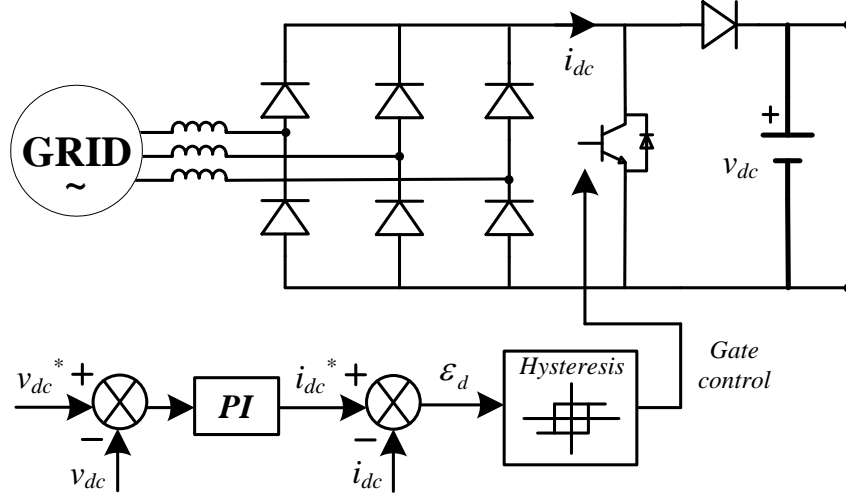 i_dc
GRID
~
+
v_dc
Gate
control
v_dc* +
−
v_dc
PI
i_dc* +
−
i_dc
ε_d
Hysteresis